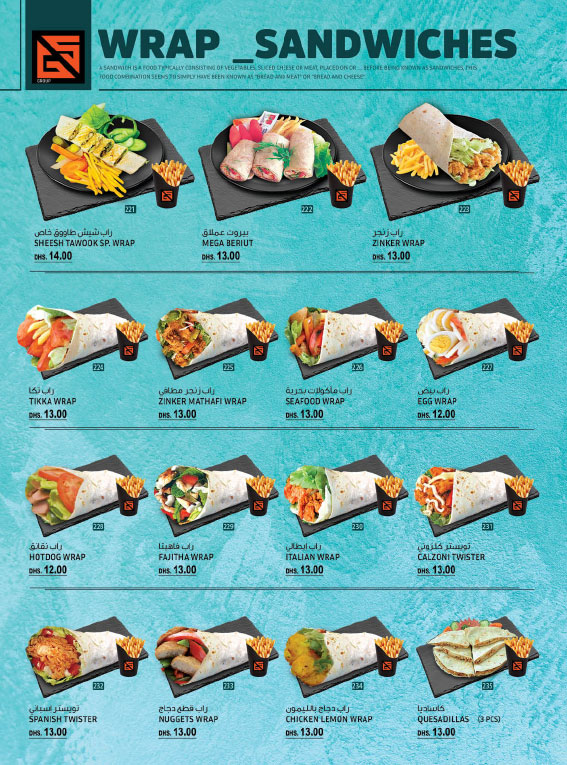 WRAP _SANDWICHES
A SANDWICH IS A FOOD TYPICALLY CONSISTING OF VEGETABLES, SLICED CHEESE OR MEAT, PLACED ON OR ... BEFORE BEING KNOWN AS SANDWICHES, THIS
FOOD COMBINATION SEEMS TO SIMPLY HAVE BEEN KNOWN AS "BREAD AND MEAT" OR "BREAD AND CHEESE"
GROUP
221
راب شيش طاووق خاص
SHEESH TAWOOK SP. WRAP
DHS. 14.00
222
بيروت عملاق
MEGA BERIUT
DHS. 13.00
223
راب زنجر
ZINKER WRAP
DHS. 13.00
224
راب تكا
TIKKA WRAP
DHS. 13.00
225
راب زنجر مطافي
ZINKER MATHAFI WRAP
DHS. 13.00
226
راب مأكولات بحرية
SEAFOOD WRAP
DHS. 13.00
227
راب بيض
EGG WRAP
DHS. 12.00
228
راب نقانق
HOTDOG WRAP
DHS. 12.00
229
راب فاهيتا
FAJITHA WRAP
DHS. 13.00
230
راب إيطالي
ITALIAN WRAP
DHS. 13.00
231
تويستر كلزوني
CALZONI TWISTER
DHS. 13.00
232
تويستر اسباني
SPANISH TWISTER
DHS. 13.00
233
راب قطع دجاج
NUGGETS WRAP
DHS. 13.00
234
راب دجاج بالليمون
CHICKEN LEMON WRAP
DHS. 13.00
235
كاساديا
QUESADILLAS (3 PCS)
DHS. 13.00